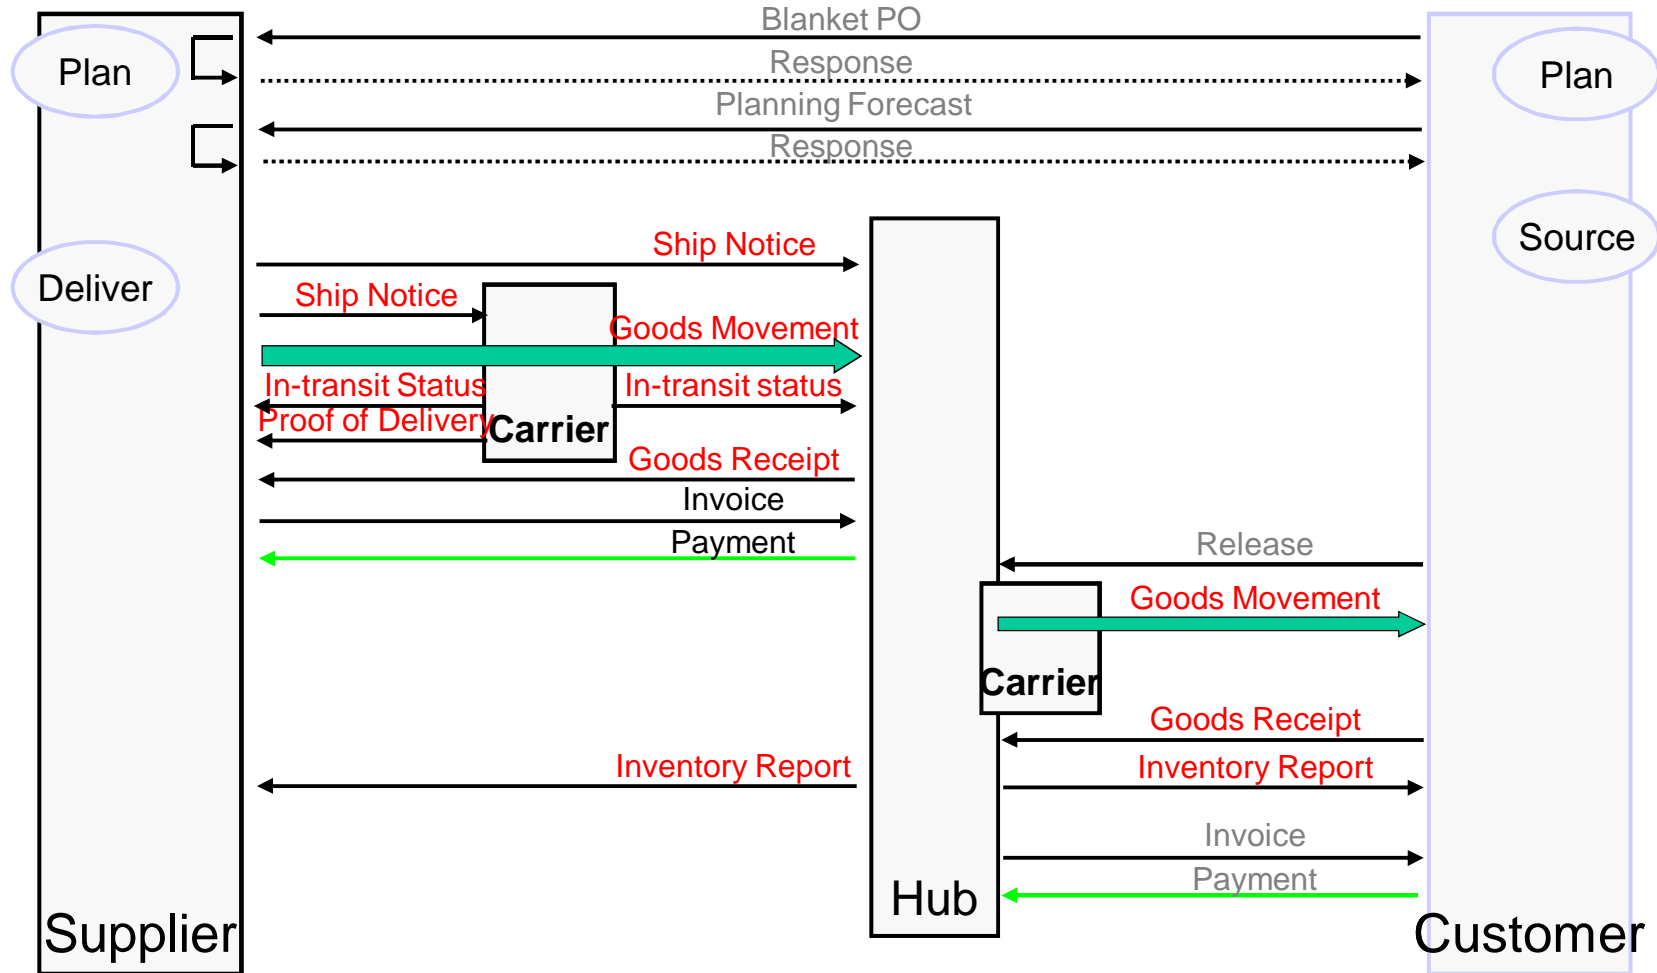 Blanket PO
Plan
Response
Plan
Planning Forecast
Response
Ship Notice
Source
Deliver
Ship Notice
Goods Movement
In-transit Status
In-transit status
Proof of Delivery
Carrier
Goods Receipt
Invoice
Payment
Release
Goods Movement
Carrier
Goods Receipt
Inventory Report
Inventory Report
Invoice
Payment
Hub
Supplier
Customer